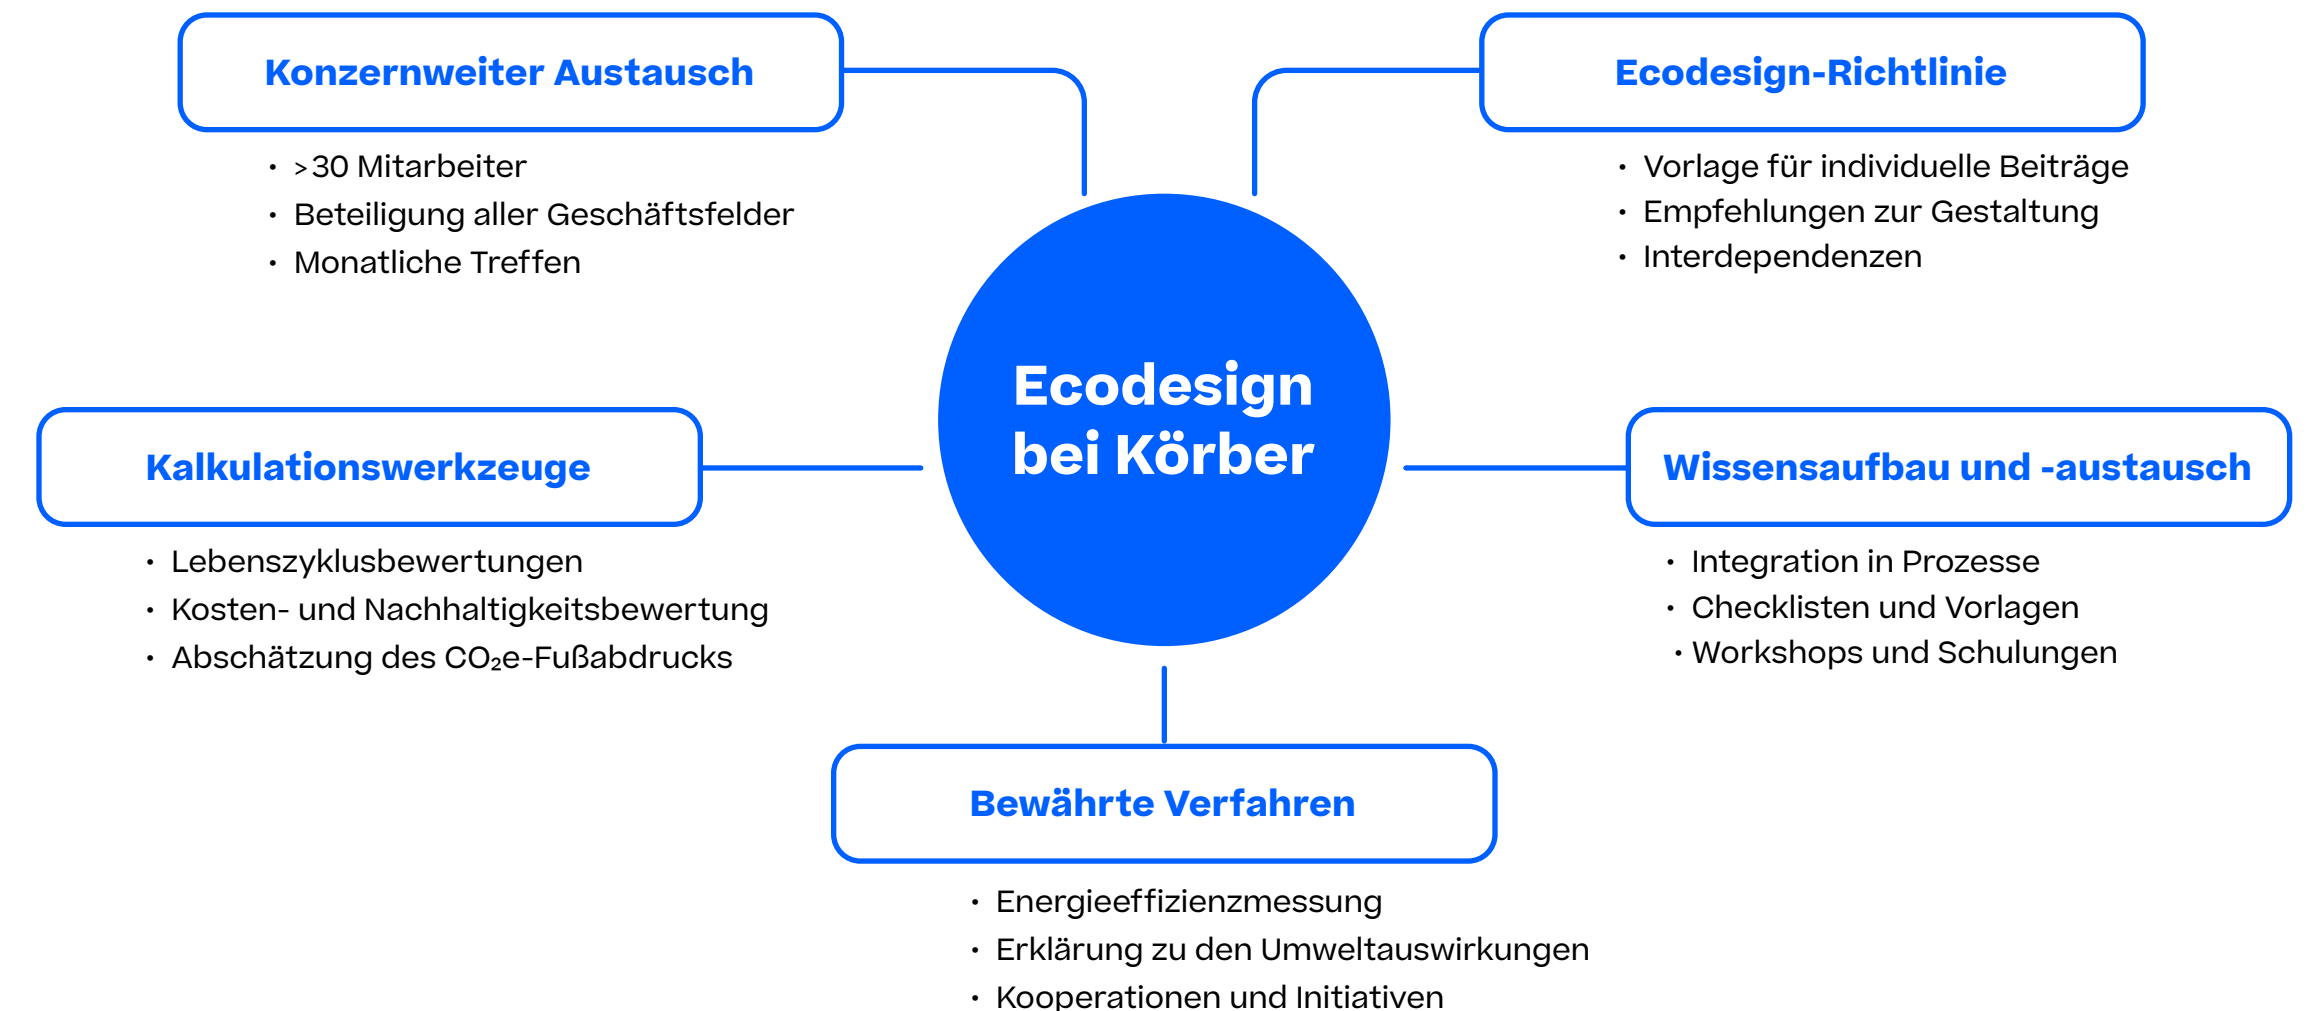 Konzernweiter Austausch
• >30 Mitarbeiter
• Beteiligung aller Geschäftsfelder
• Monatliche Treffen
Ecodesign-Richtlinie
• Vorlage für individuelle Beiträge
• Empfehlungen zur Gestaltung
• Interdependenzen
Ecodesign
bei Körber
Kalkulationswerkzeuge
• Lebenszyklusbewertungen
• Kosten- und Nachhaltigkeitsbewertung
• Abschätzung des CO₂e-Fußabdrucks
Wissensaufbau und -austausch
• Integration in Prozesse
• Checklisten und Vorlagen
• Workshops und Schulungen
Bewährte Verfahren
• Energieeffizienzmessung
• Erklärung zu den Umweltauswirkungen
• Kooperationen und Initiativen